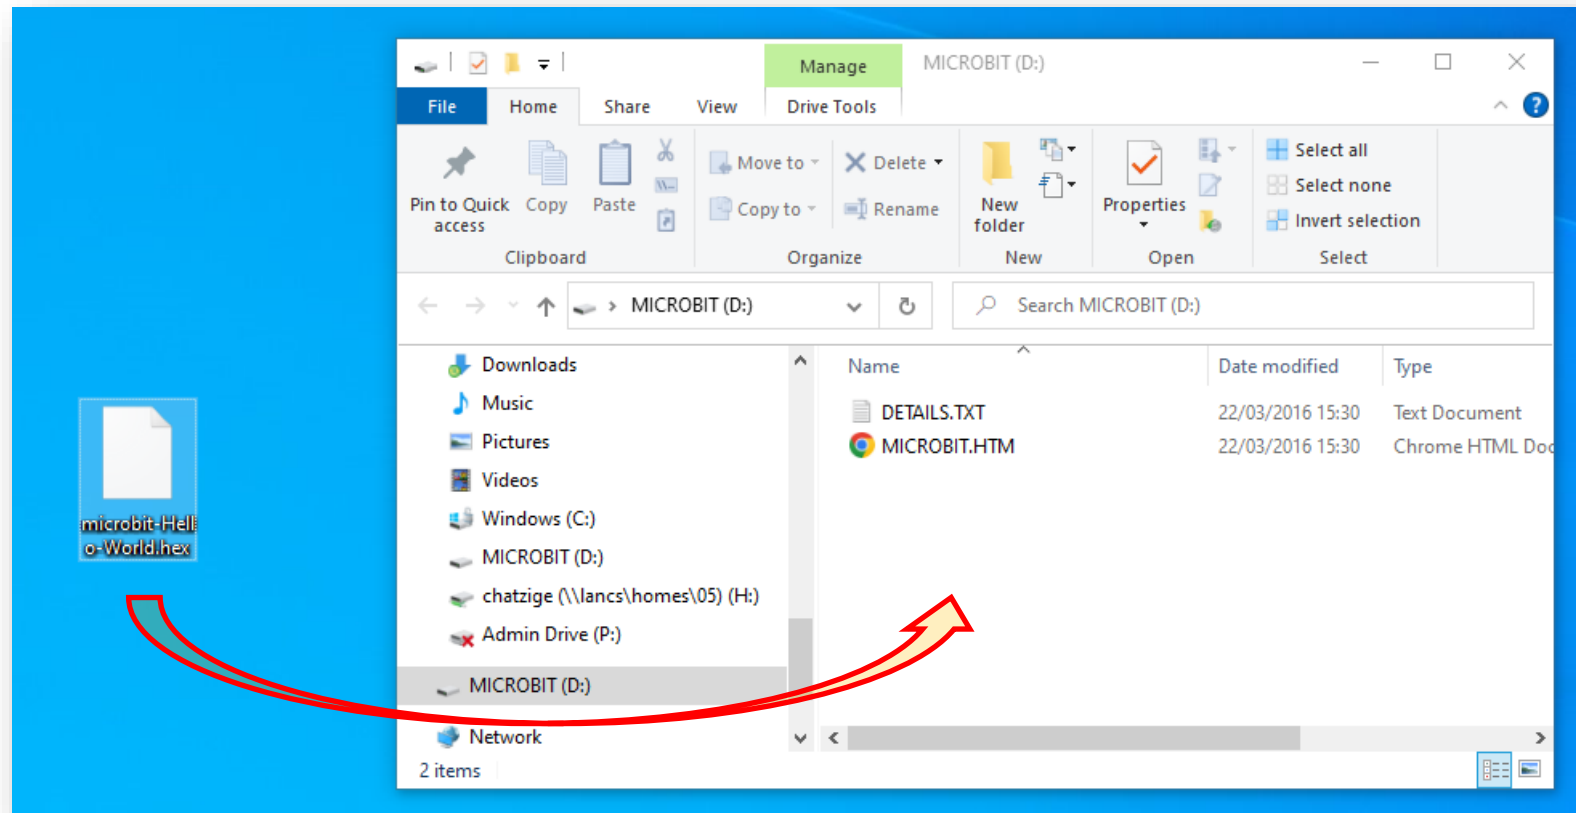 Manage
MICROBIT (D:)
File
Home
Share
View
Drive Tools
?
Pin to Quick
access
Copy
Paste
Move to
Copy to
Delete
Rename
New
folder
Properties
Select all
Select none
Invert selection
Clipboard
Organize
New
Open
Select
MICROBIT (D:)
Search MICROBIT (D:)
Downloads
Music
Pictures
Videos
Windows (C:)
MICROBIT (D:)
chatzige (\\lancs\homes\05) (H:)
Admin Drive (P:)
MICROBIT (D:)
Network
Name
Date modified
Type
DETAILS.TXT
22/03/2016 15:30
Text Document
MICROBIT.HTM
22/03/2016 15:30
Chrome HTML Doc
2 items
microbit-Hell
o-World.hex